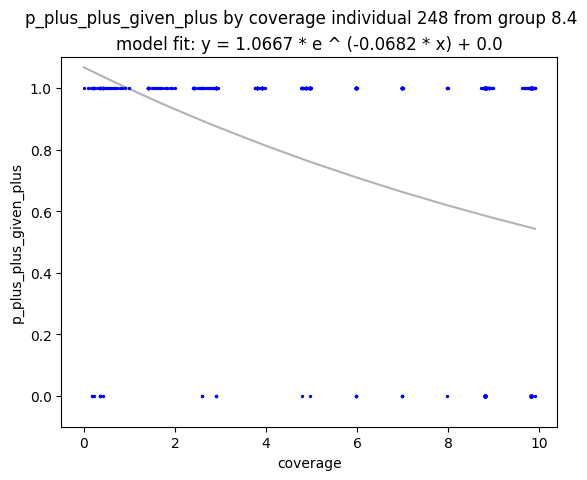 p_plus_plus_given_plus by coverage individual 248 from group 8.4
model fit: y = 1.0667 * e ^ (-0.0682 * x) + 0.0
1.0
0.8
0.6
0.4
0.2
0.0
p_plus_plus_given_plus
0 2 4 6 8 10
coverage